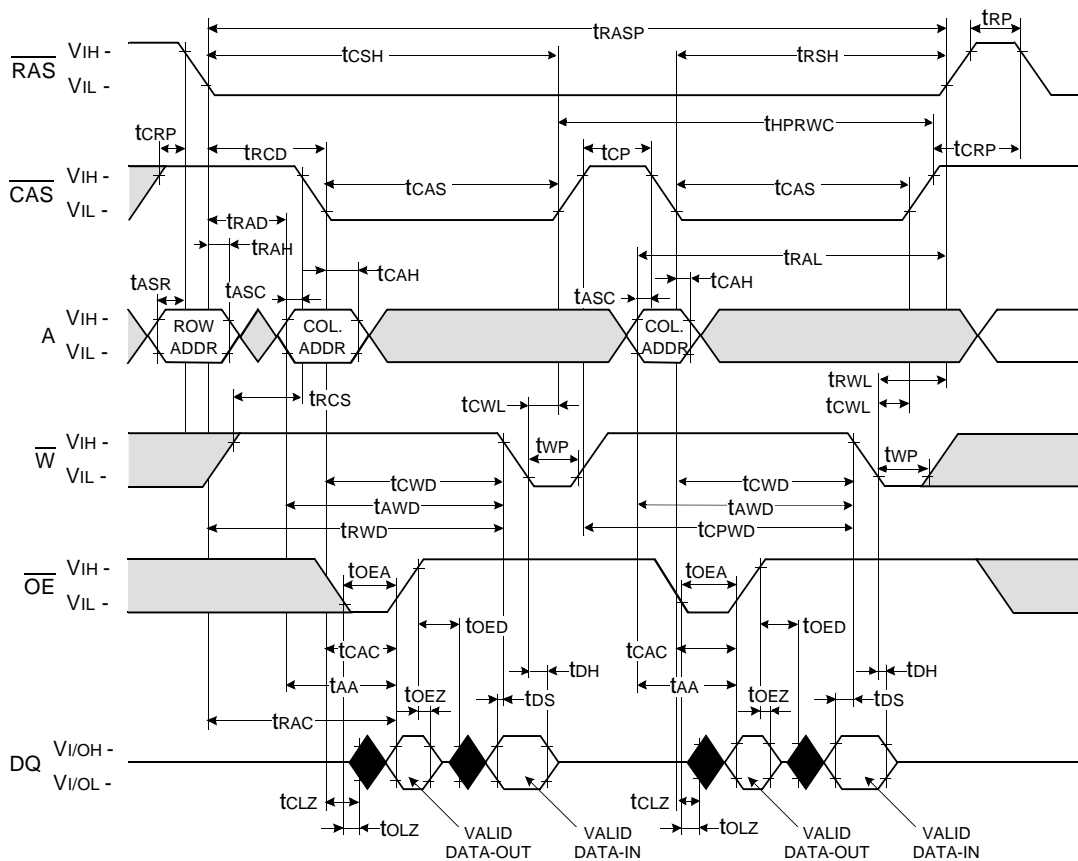 tRASP
tRP
VIH -
RAS
VIL -
tCSH
tRSH
tHPRWC
tCRP
tRCD
tCP
tCRP
VIH -
CAS
VIL -
tCAS
tCAS
tRAD
tRAH
tCAH
tRAL
tCAH
tASR
tASC
tASC
VIH -
A
VIL -
ROW
ADDR
COL.
ADDR
COL.
ADDR
tRCS
tCWL
tRWL
tCWL
VIH -
W
VIL -
tWP
tWP
tCWD
tCWD
tAWD
tAWD
tRWD
tCPWD
VIH -
OE
VIL -
tOEA
tOEA
tOED
tOED
tCAC
tCAC
tDH
tDH
tAA
tAA
tOEZ
tDS
tOEZ
tDS
tRAC
VI/OH -
DQ
VI/OL -
tCLZ
tCLZ
tOLZ
tOLZ
VALID
DATA-OUT
VALID
DATA-IN
VALID
DATA-OUT
VALID
DATA-IN